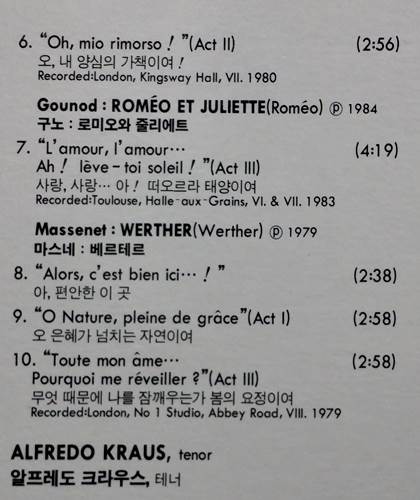 6. “Oh, mio rimorso! ”(Act II) (2:56)
오, 내 양심의 가책이여!
Recorded:London, Kingsway Hall, VII. 1980
Gounod : ROMÉO ET JULIETTE(Roméo) ℗ 1984
구노 : 로미오와 줄리에트
7. “L’amour, l’amour…
Ah! lève-toi soleil! ”(Act III) (4:19)
사랑, 사랑… 아! 떠오르라 태양이여
Recorded:Toulouse, Halle-aux-Grains, VI. & VII. 1983
Massenet : WERTHER(Werther) ℗ 1979
마스네 : 베르테르
8. “Alors, c’est bien ici…! ” (2:38)
아, 편안한 이 곳
9. “O Nature, pleine de grâce”(Act I) (2:58)
오 은혜가 넘치는 자연이여
10. “Toute mon âme…
Pourquoi me réveiller ?”(Act III) (2:58)
무엇 때문에 나를 잠깨우는가 봄의 요정이여
Recorded:London, No 1 Studio, Abbey Road, VIII. 1979
ALFREDO KRAUS, tenor
알프레도 크라우스, 테너